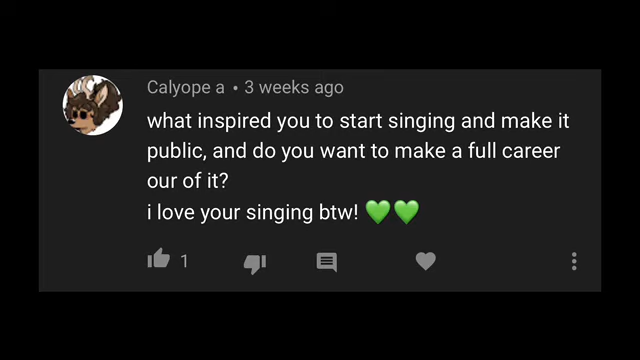 Calyope a • 3 weeks ago
what inspired you to start singing and make it
public, and do you want to make a full career
our of it?
i love your singing btw! 💚💚
1